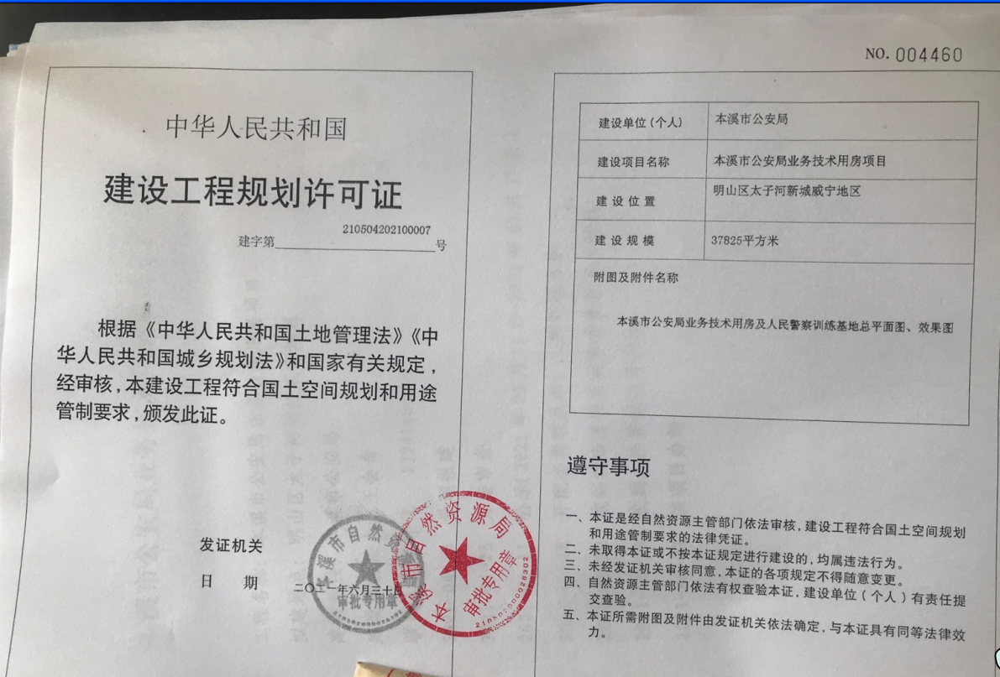 中华人民共和国
建设工程规划许可证
210504202100007
建字第 号
根据《中华人民共和国土地管理法》《中
华人民共和国城乡规划法》和国家有关规定，
经审核，本建设工程符合国土空间规划和用途
管制要求，颁发此证。
发证机关
日 期 二〇二一年六月三十日
本溪市自然资源局
审批专用章
本溪市自然资源局
审批专用章
NO. 004460
建设单位(个人) 本溪市公安局
建设项目名称 本溪市公安局业务技术用房项目
建设位置 明山区太子河新城威宁地区
建设规模 37825平方米
附图及附件名称
本溪市公安局业务技术用房及人民警察训练基地总平面图、效果图
遵守事项
一、本证是经自然资源主管部门依法审核，建设工程符合国土空间规划
和用途管制要求的法律凭证。
二、未取得本证或不按本证规定进行建设的，均属违法行为。
三、未经发证机关审核同意，本证的各项规定不得随意变更。
四、自然资源主管部门依法有权查验本证，建设单位（个人）有责任提
交查验。
五、本证所需附图及附件由发证机关依法确定，与本证具有同等法律效
力。